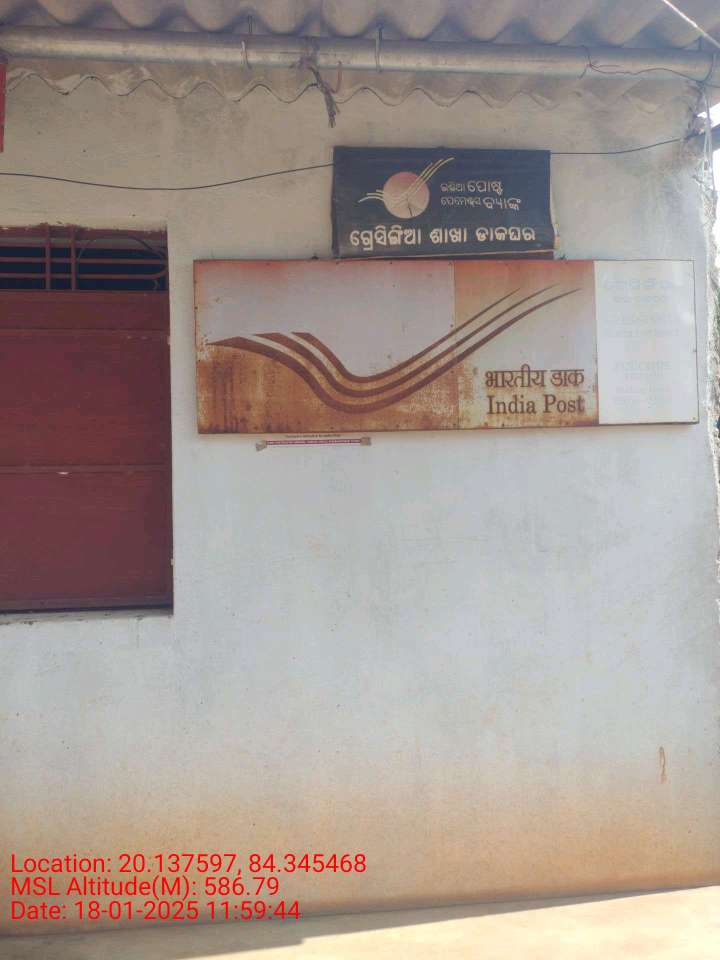 ଇଣ୍ଡିଆ ପୋଷ୍ଟ
ପେମେଣ୍ଟସ ବ୍ୟାଙ୍କ
ଗ୍ରେସିଙ୍ଗିଆ ଶାଖା ଡାକଘର
भारतीय डाक
India Post
Location: 20.137597, 84.345468
MSL Altitude(M): 586.79
Date: 18-01-2025 11:59:44